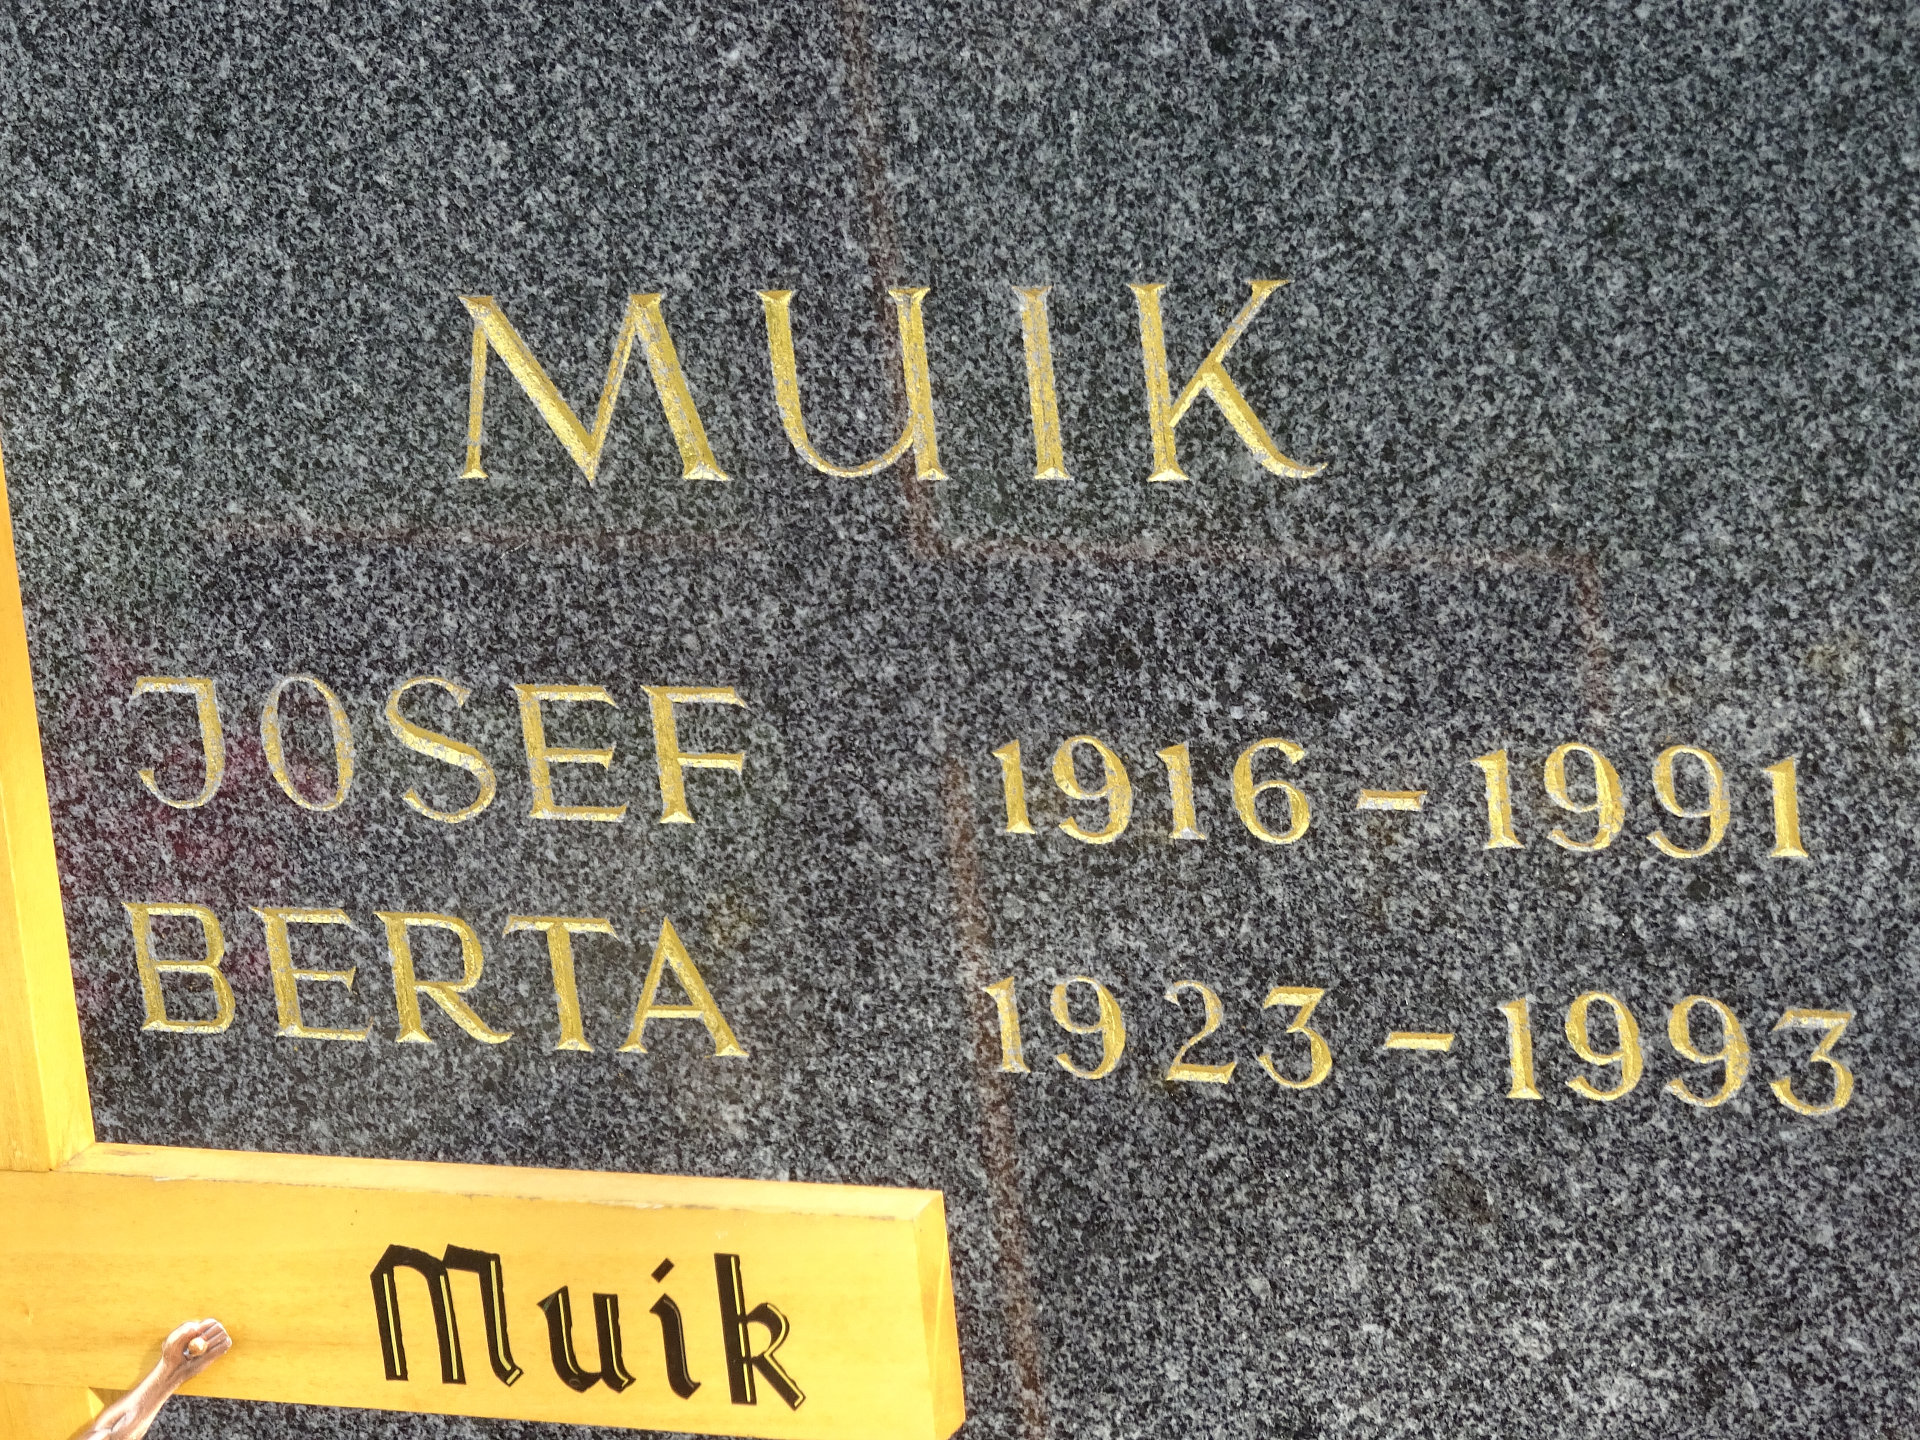 MUIK
JOSEF 1916 - 1991
BERTA 1923 - 1993
Muik